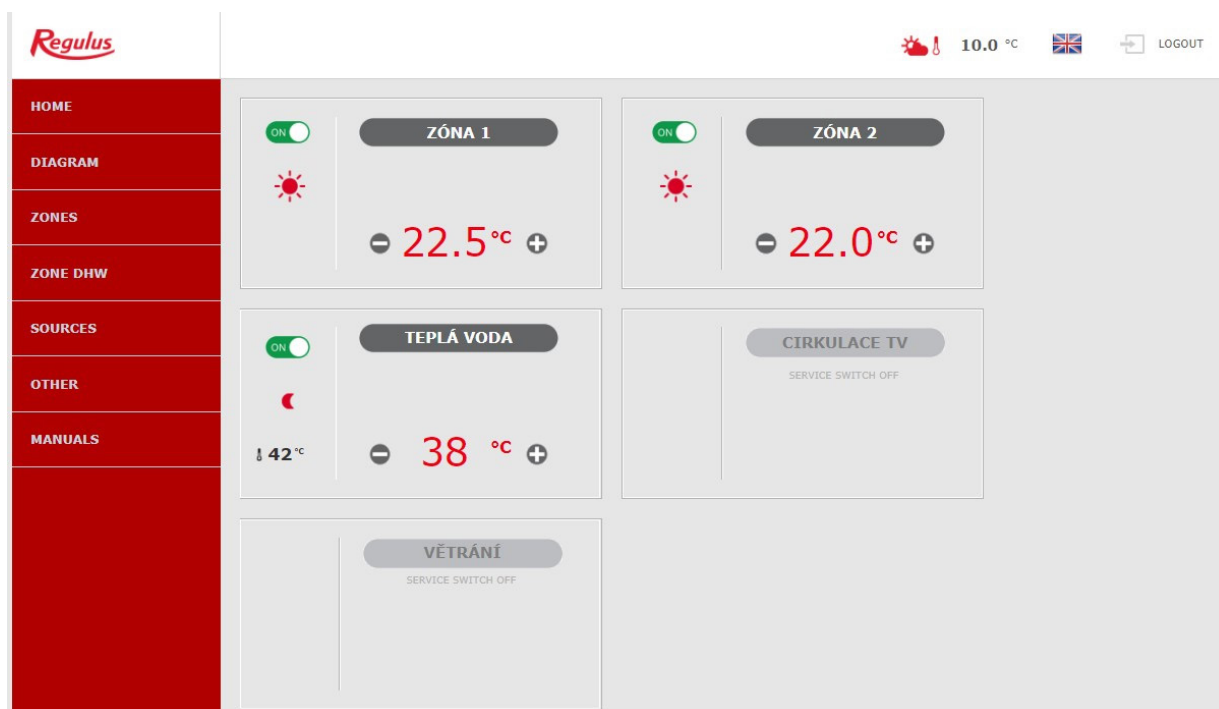 Regulus
10.0 °C
LOGOUT
HOME
DIAGRAM
ZONES
ZONE DHW
SOURCES
OTHER
MANUALS
ON
ZÓNA 1
22.5°C
ON
ZÓNA 2
22.0°C
ON
TEPLÁ VODA
42°C
38 °C
CIRKULACE TV
SERVICE SWITCH OFF
VĚTRÁNÍ
SERVICE SWITCH OFF